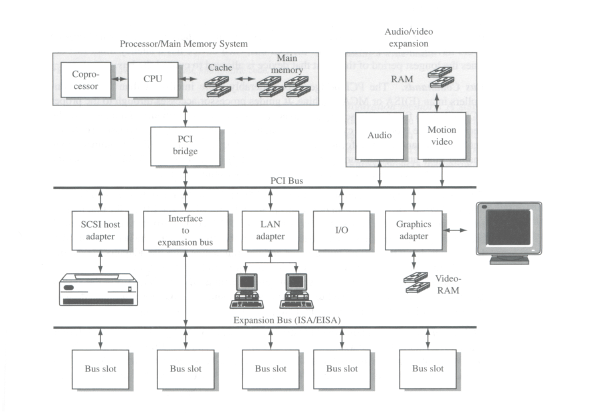 Processor/Main Memory System
Audio/video
expansion
Copro-
cessor
CPU
Cache
Main
memory
RAM
Audio
Motion
video
PCI
bridge
PCI Bus
SCSI host
adapter
Interface
to
expansion bus
LAN
adapter
I/O
Graphics
adapter
Video-
RAM
Expansion Bus (ISA/EISA)
Bus slot
Bus slot
Bus slot
Bus slot
Bus slot